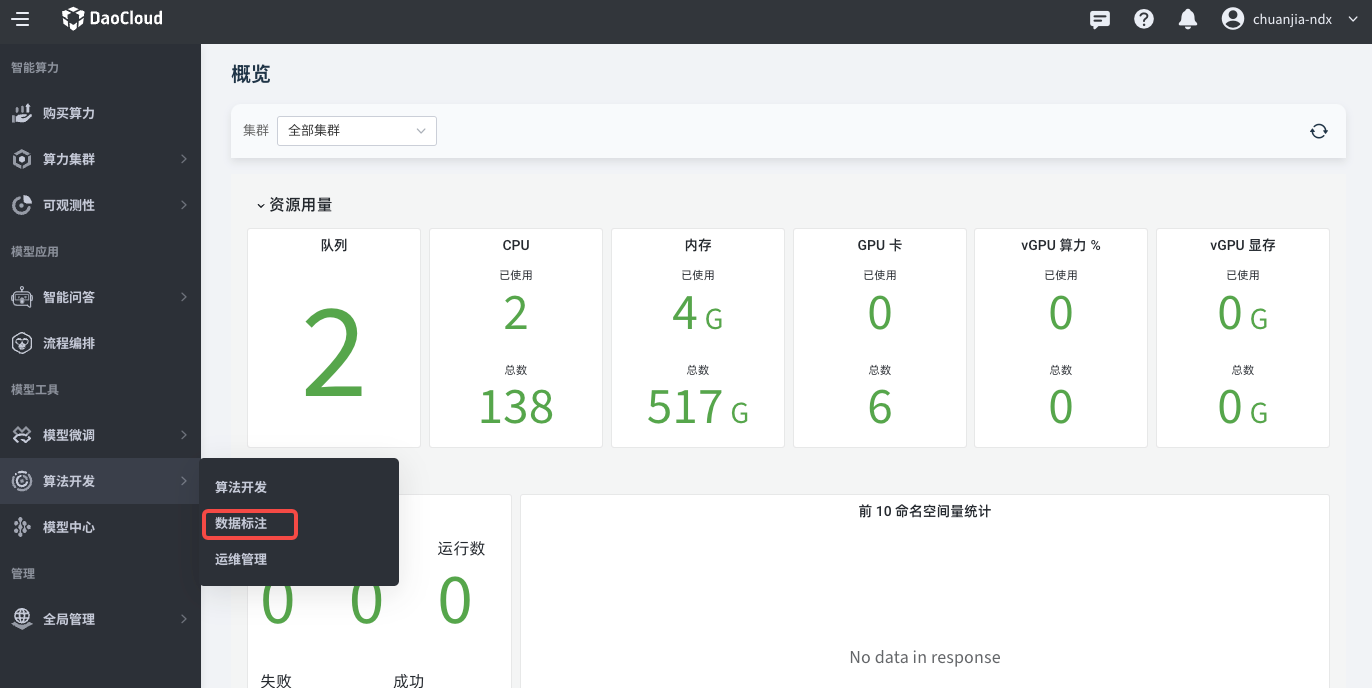 DaoCloud
chuanjia-ndx
智能算力
购买算力
算力集群
可观测性
模型应用
智能问答
流程编排
模型工具
模型微调
算法开发
模型中心
管理
全局管理
算法开发
数据标注
运维管理
概览
集群 全部集群
资源用量
队列
2
CPU
已使用
2
总数
138
内存
已使用
4 G
总数
517 G
GPU 卡
已使用
0
总数
6
vGPU 算力 %
已使用
0
总数
0
vGPU 显存
已使用
0 G
总数
0 G
运行数
0 0 0
失败 成功
前 10 命名空间量统计
No data in response